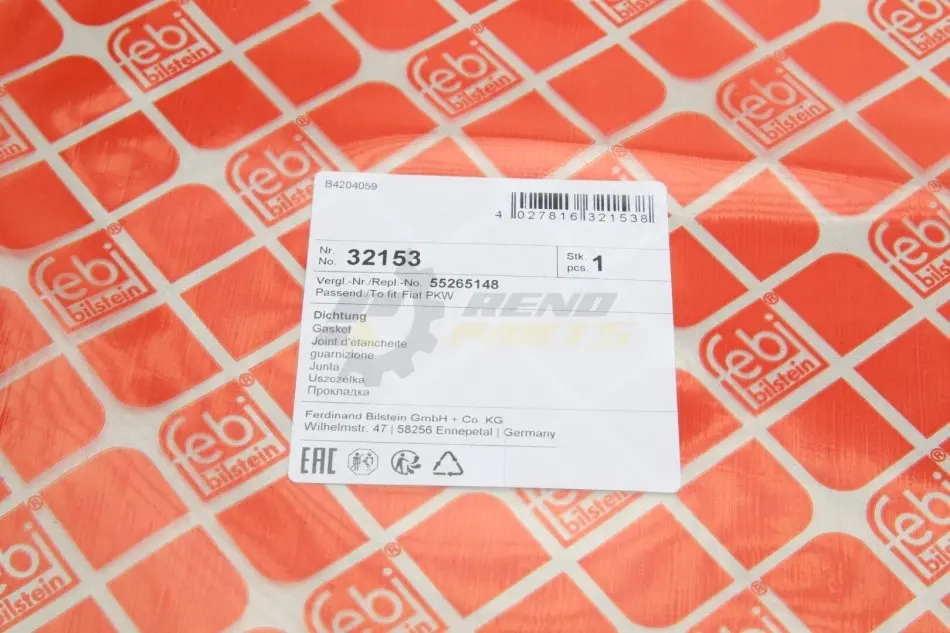 febi
bilstein
B4204059
4 027816 321538
Nr.
No. 32153
Stk.
pcs. 1
Vergl.-Nr./Repl.-No. 55265148
Passend./To fit:Fiat PKW
RENO
PARTS
Dichtung
Gasket
Joint d'étanchéité
guarnizione
Junta
Uszczelka
Прокладка
Ferdinand Bilstein GmbH + Co. KG
Wilhelmstr. 47 | 58256 Ennepetal | Germany
EAC